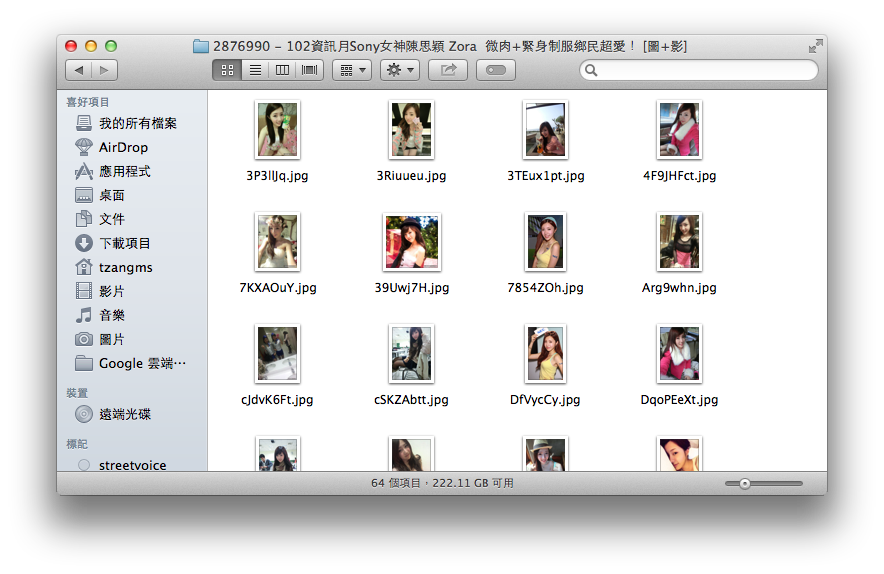 2876990 - 102資訊月Sony女神陳思穎 Zora 微肉+緊身制服鄉民超愛! [圖+影]
喜好項目
我的所有檔案
AirDrop
應用程式
桌面
文件
下載項目
tzangms
影片
音樂
圖片
Google 雲端⋯
裝置
遠端光碟
標記
streetvoice
3P3llJq.jpg
3Riuueu.jpg
3TEux1pt.jpg
4F9JHFct.jpg
7KXAOuY.jpg
39Uwj7H.jpg
7854ZOh.jpg
Arg9whn.jpg
cJdvK6Ft.jpg
cSKZAbtt.jpg
DfVycCy.jpg
DqoPEeXt.jpg
64 個項目，222.11 GB 可用